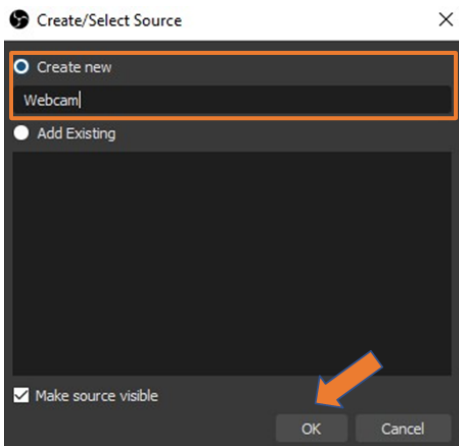 Create/Select Source
Create new
Webcam
Add Existing
Make source visible
OK Cancel